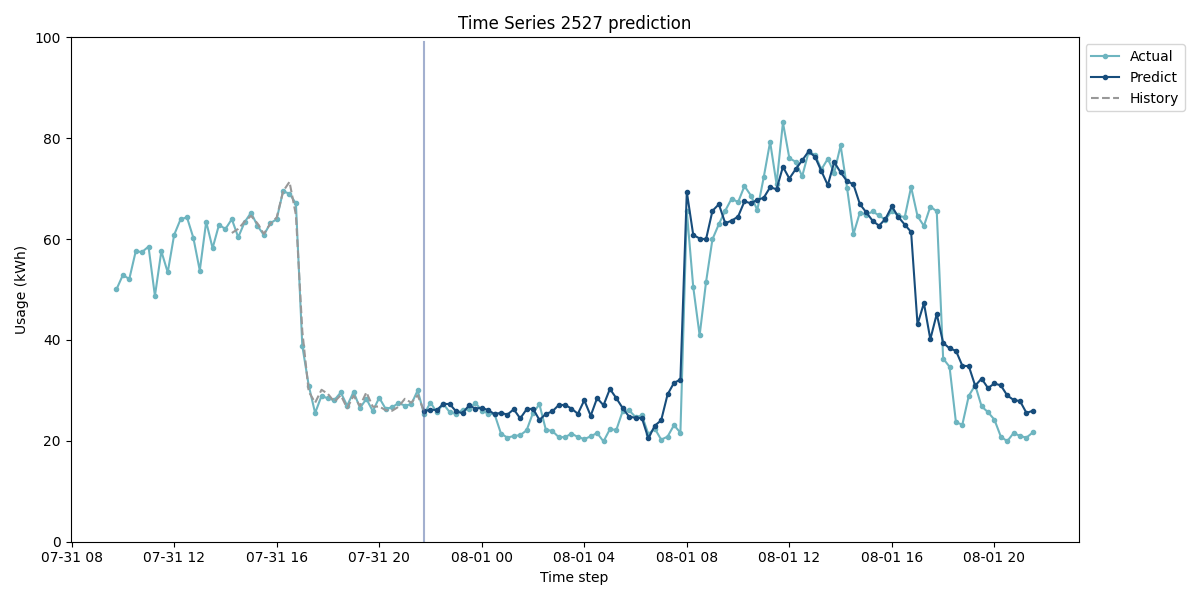 Time Series 2527 prediction
100
80
60
40
20
0
Usage (kWh)
07-31 08
07-31 12
07-31 16
07-31 20
08-01 00
08-01 04
08-01 08
08-01 12
08-01 16
08-01 20
Time step
Actual
Predict
History